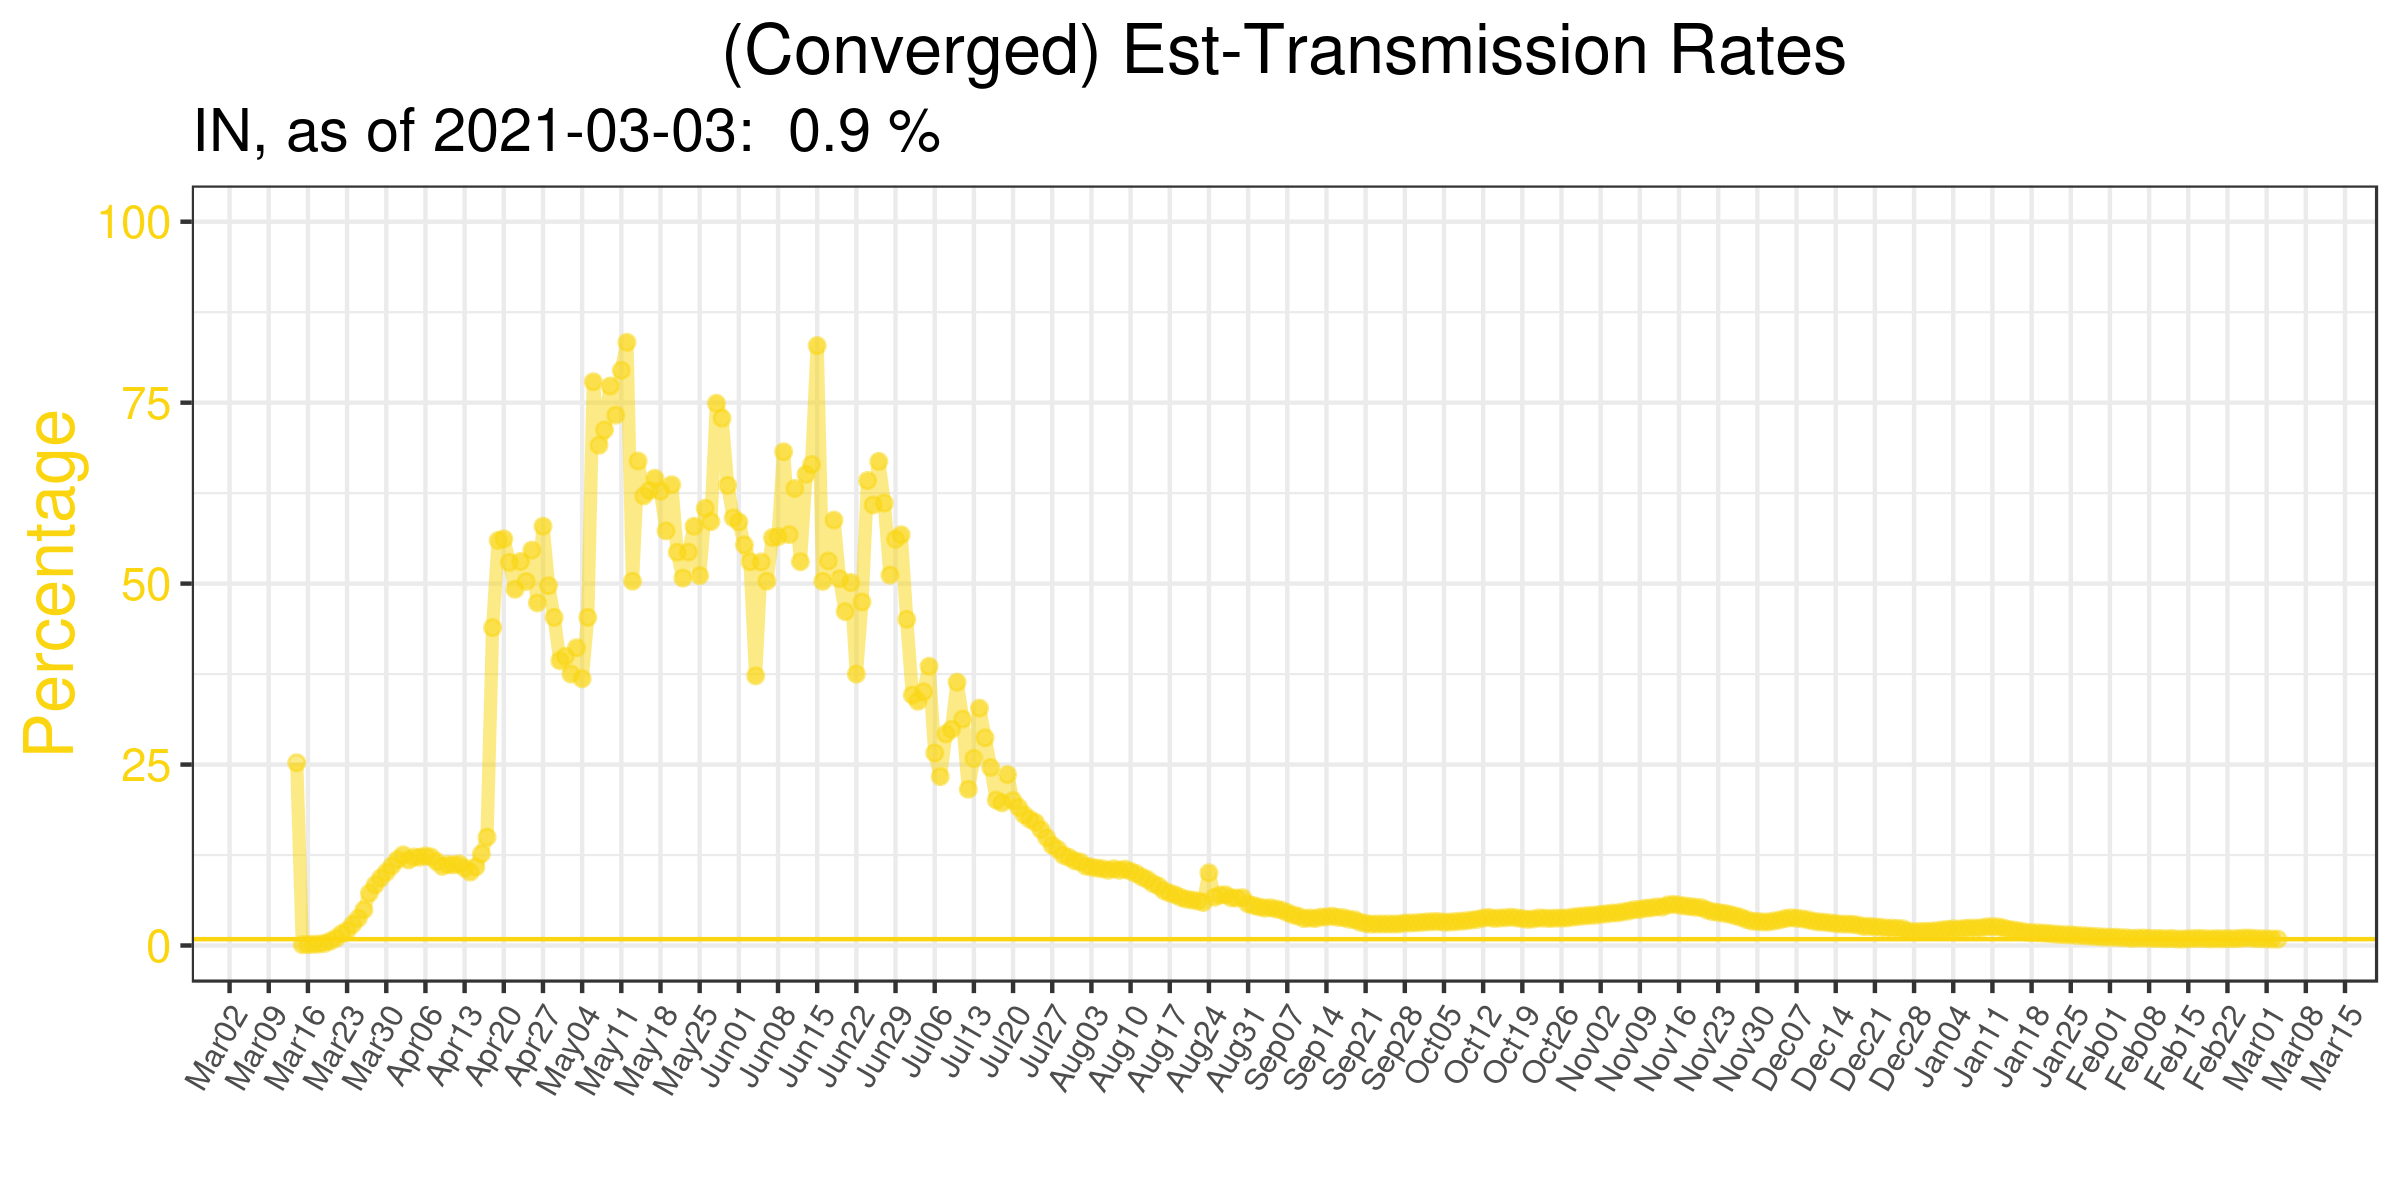 (Converged) Est-Transmission Rates
IN, as of 2021-03-03:  0.9 %
Percentage
100
75
50
25
0
Mar02
Mar09
Mar16
Mar23
Mar30
Apr06
Apr13
Apr20
Apr27
May04
May11
May18
May25
Jun01
Jun08
Jun15
Jun22
Jun29
Jul06
Jul13
Jul20
Jul27
Aug03
Aug10
Aug17
Aug24
Aug31
Sep07
Sep14
Sep21
Sep28
Oct05
Oct12
Oct19
Oct26
Nov02
Nov09
Nov16
Nov23
Nov30
Dec07
Dec14
Dec21
Dec28
Jan04
Jan11
Jan18
Jan25
Feb01
Feb08
Feb15
Feb22
Mar01
Mar08
Mar15